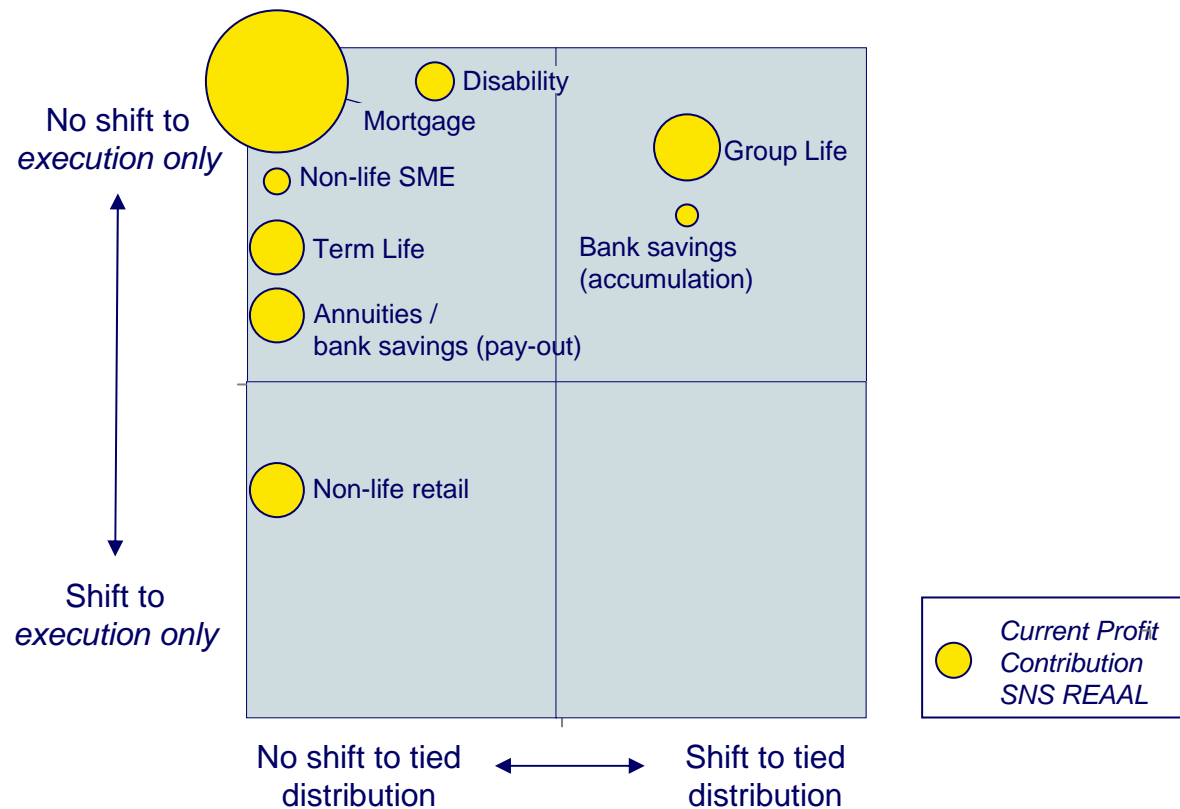 Disability
Mortgage
No shift to
execution only
Group Life
Non-life SME
Term Life
Bank savings
(accumulation)
Annuities /
bank savings (pay-out)
Non-life retail
Shift to
execution only
Current Profit
Contribution
SNS REAAL
No shift to tied
distribution
Shift to tied
distribution